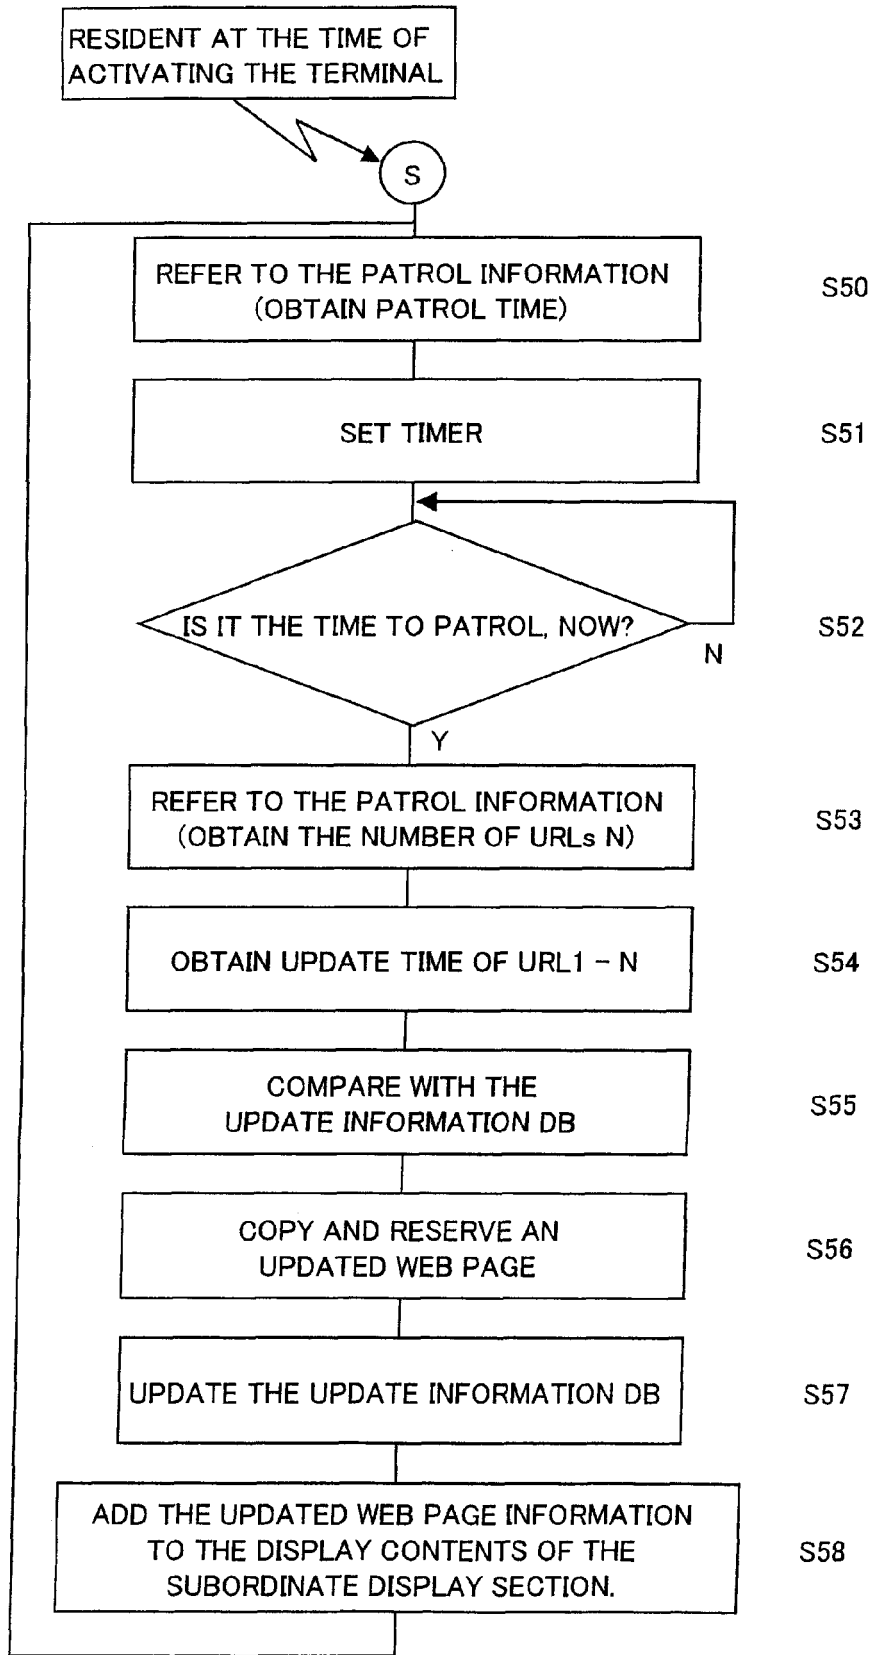 RESIDENT AT THE TIME OF
ACTIVATING THE TERMINAL
S
REFER TO THE PATROL INFORMATION
(OBTAIN PATROL TIME)
S50
SET TIMER
S51
IS IT THE TIME TO PATROL, NOW?
S52
N
Y
REFER TO THE PATROL INFORMATION
(OBTAIN THE NUMBER OF URLs N)
S53
OBTAIN UPDATE TIME OF URL1 - N
S54
COMPARE WITH THE
UPDATE INFORMATION DB
S55
COPY AND RESERVE AN
UPDATED WEB PAGE
S56
UPDATE THE UPDATE INFORMATION DB
S57
ADD THE UPDATED WEB PAGE INFORMATION
TO THE DISPLAY CONTENTS OF THE
SUBORDINATE DISPLAY SECTION.
S58